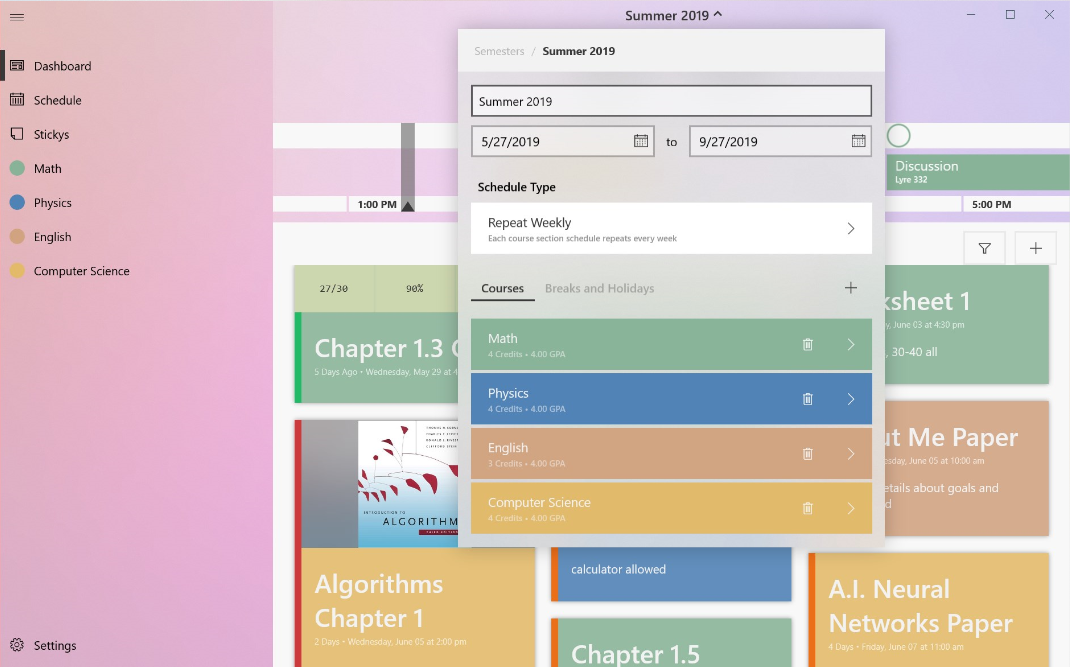 Summer 2019
Dashboard
Schedule
Stickys
Math
Physics
English
Computer Science
Settings
Semesters / Summer 2019
Summer 2019
5/27/2019 to 9/27/2019
Schedule Type
Repeat Weekly
Each course section schedule repeats every week
Courses Breaks and Holidays
Math
4 Credits • 4.00 GPA
Physics
4 Credits • 4.00 GPA
English
3 Credits • 4.00 GPA
Computer Science
4 Credits • 4.00 GPA
Discussion
Lyre 332
1:00 PM
5:00 PM
27/30 90%
Chapter 1.3
5 Days Ago • Wednesday, May 29 at 4
INTRODUCTION TO
ALGORITHM
Algorithms
Chapter 1
2 Days • Wednesday, June 05 at 2:00 pm
calculator allowed
Chapter 1.5
ksheet 1
y, June 03 at 4:30 pm
, 30-40 all
t Me Paper
sday, June 05 at 10:00 am
etails about goals and
d
A.I. Neural
Networks Paper
4 Days • Friday, June 07 at 11:00 am